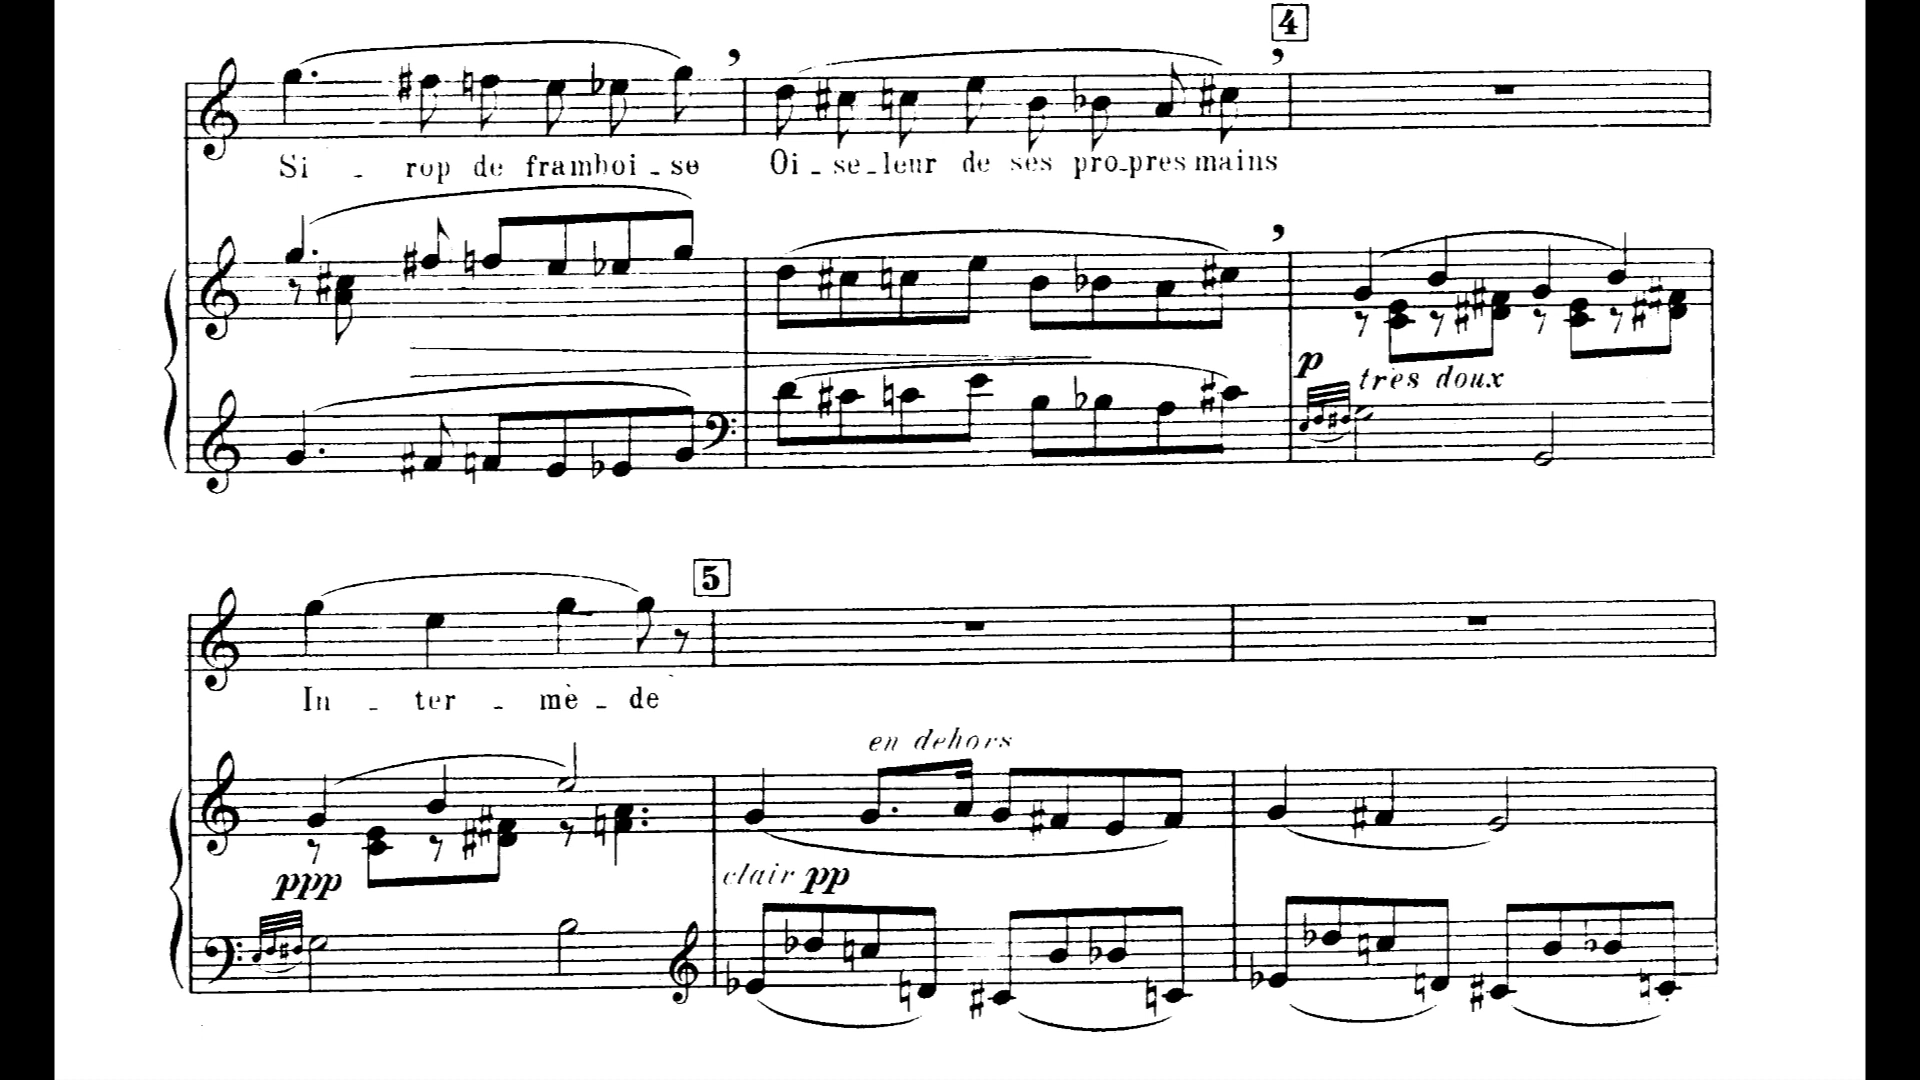 4
Si - rop de framboi - se Oi - se - leur de ses pro - pres mains
p
très doux
5
In - ter - mè - de
en dehors
ppp
clair pp